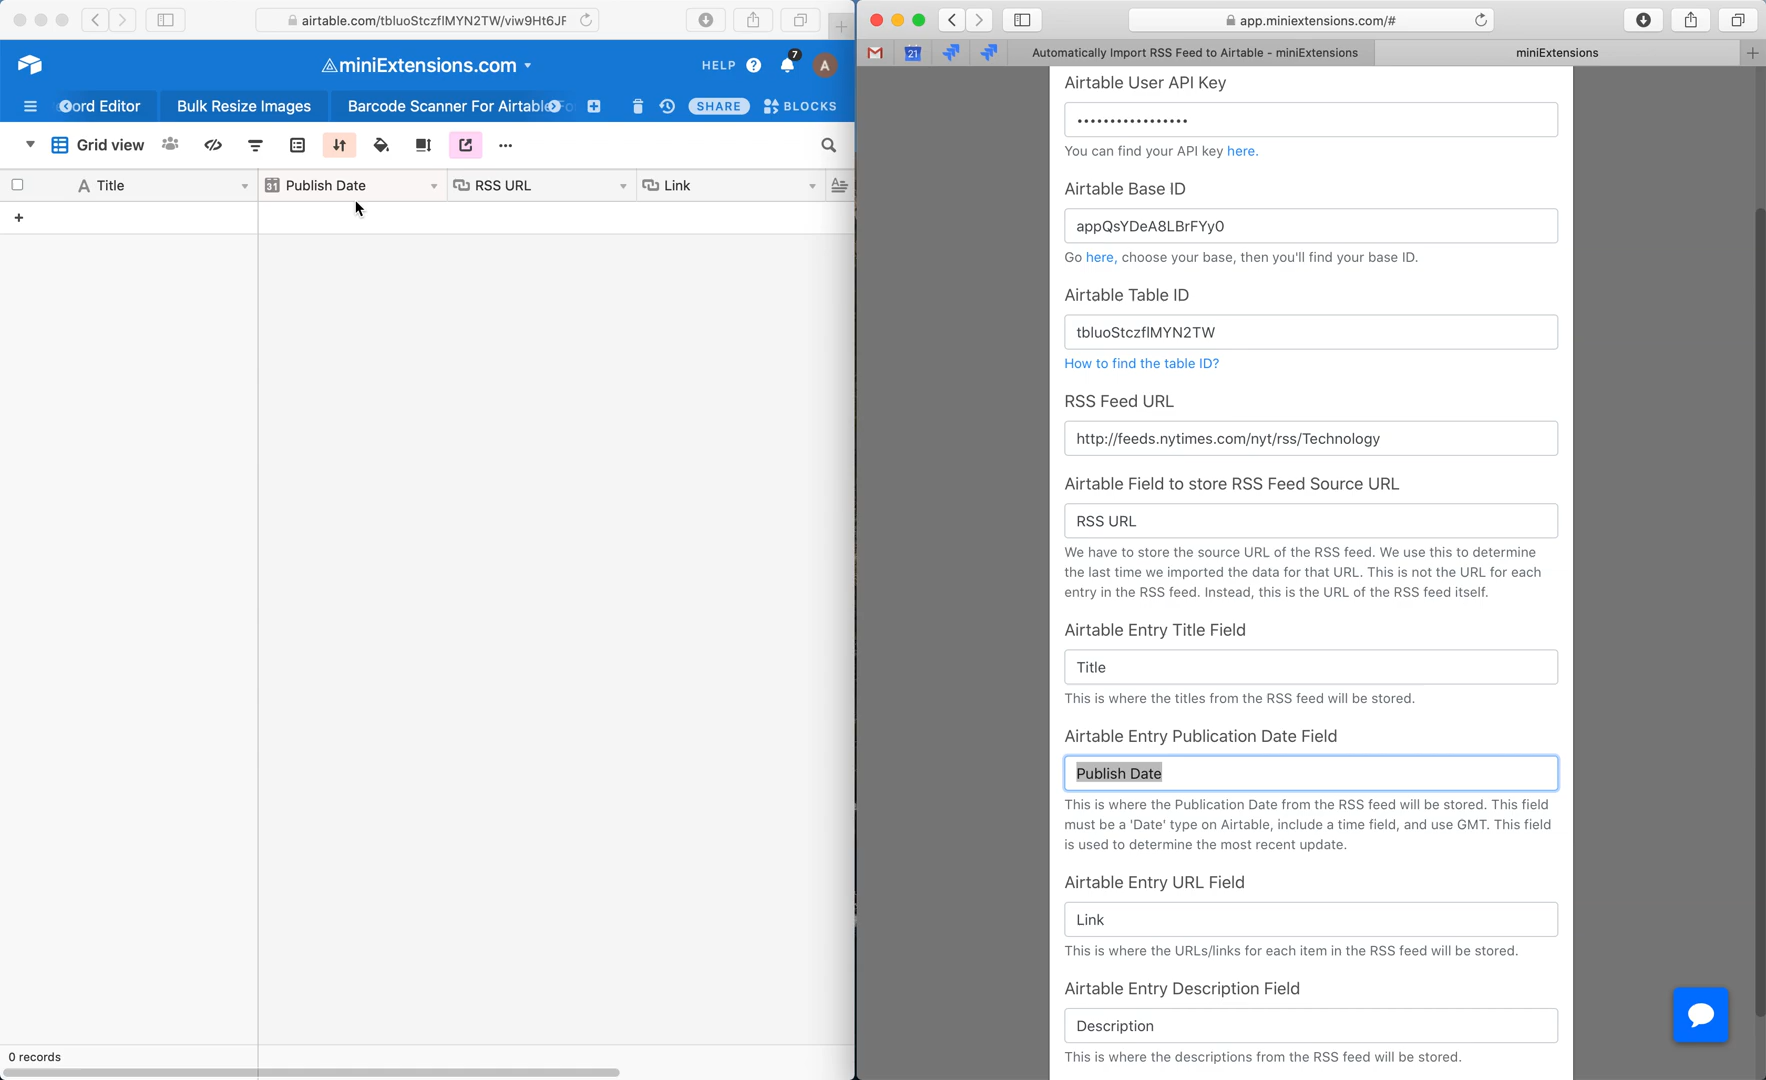 airtable.com/tbluoStczflMYN2TW/viw9Ht6JF
miniExtensions.com
HELP
7
A
ord Editor
Bulk Resize Images
Barcode Scanner For Airtable
SHARE
BLOCKS
Grid view
Title
31
Publish Date
RSS URL
Link
0 records
app.miniextensions.com/#
21
Automatically Import RSS Feed to Airtable - miniExtensions
miniExtensions
Airtable User API Key
•••••••••••••••••
You can find your API key here.
Airtable Base ID
appQsYDeA8LBrFYy0
Go here, choose your base, then you'll find your base ID.
Airtable Table ID
tbluoStczflMYN2TW
How to find the table ID?
RSS Feed URL
http://feeds.nytimes.com/nyt/rss/Technology
Airtable Field to store RSS Feed Source URL
RSS URL
We have to store the source URL of the RSS feed. We use this to determine
the last time we imported the data for that URL. This is not the URL for each
entry in the RSS feed. Instead, this is the URL of the RSS feed itself.
Airtable Entry Title Field
Title
This is where the titles from the RSS feed will be stored.
Airtable Entry Publication Date Field
Publish Date
This is where the Publication Date from the RSS feed will be stored. This field
must be a 'Date' type on Airtable, include a time field, and use GMT. This field
is used to determine the most recent update.
Airtable Entry URL Field
Link
This is where the URLs/links for each item in the RSS feed will be stored.
Airtable Entry Description Field
Description
This is where the descriptions from the RSS feed will be stored.